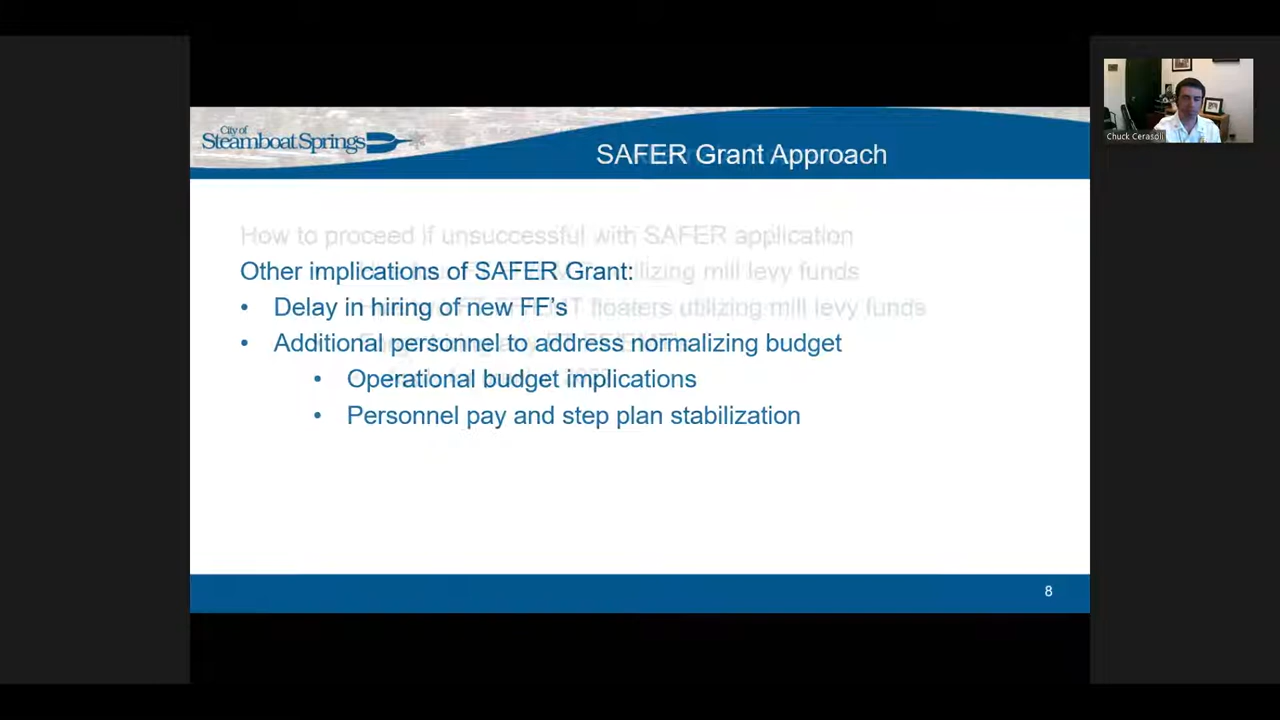 City of
Steamboat Springs
SAFER Grant Approach
Chuck Cerasoli
How to proceed if unsuccessful with SAFER application
Other implications of SAFER Grant:
utilizing mill levy funds
• Delay in hiring of new FF's
floaters utilizing mill levy funds
• Additional personnel to address normalizing budget
• Operational budget implications
• Personnel pay and step plan stabilization
8